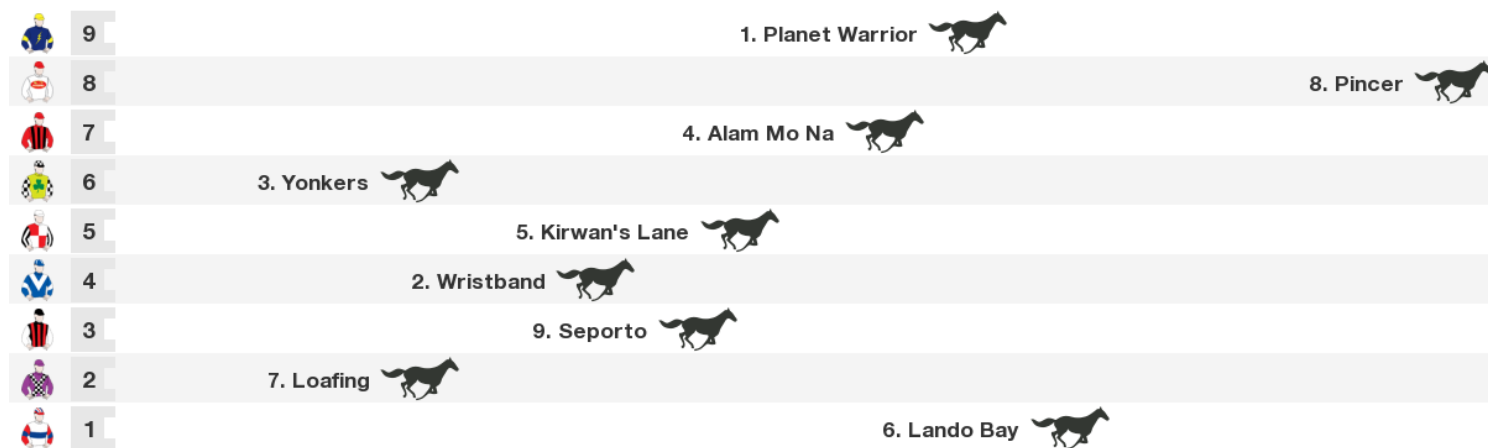 9 1. Planet Warrior
8 8. Pincer
7 4. Alam Mo Na
6 3. Yonkers
5 5. Kirwan's Lane
4 2. Wristband
3 9. Seporto
2 7. Loafing
1 6. Lando Bay